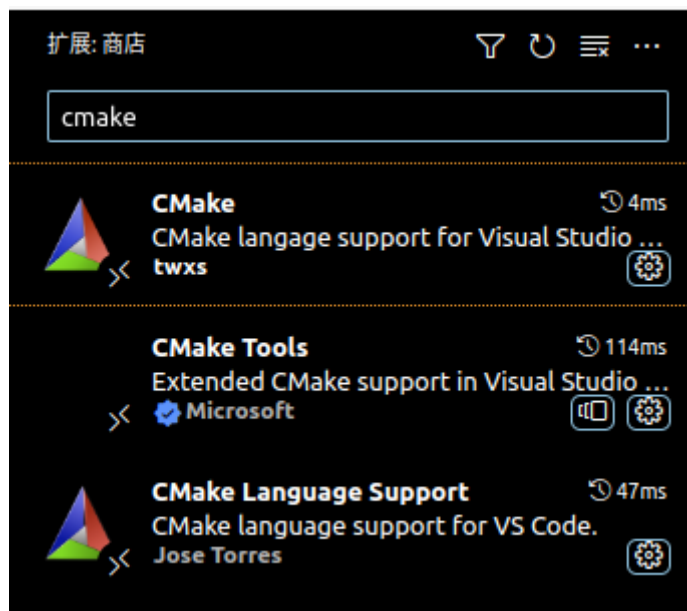 扩展: 商店
cmake
CMake 4ms
CMake langage support for Visual Studio ...
twxs
CMake Tools 114ms
Extended CMake support in Visual Studio ...
Microsoft
CMake Language Support 47ms
CMake language support for VS Code.
Jose Torres